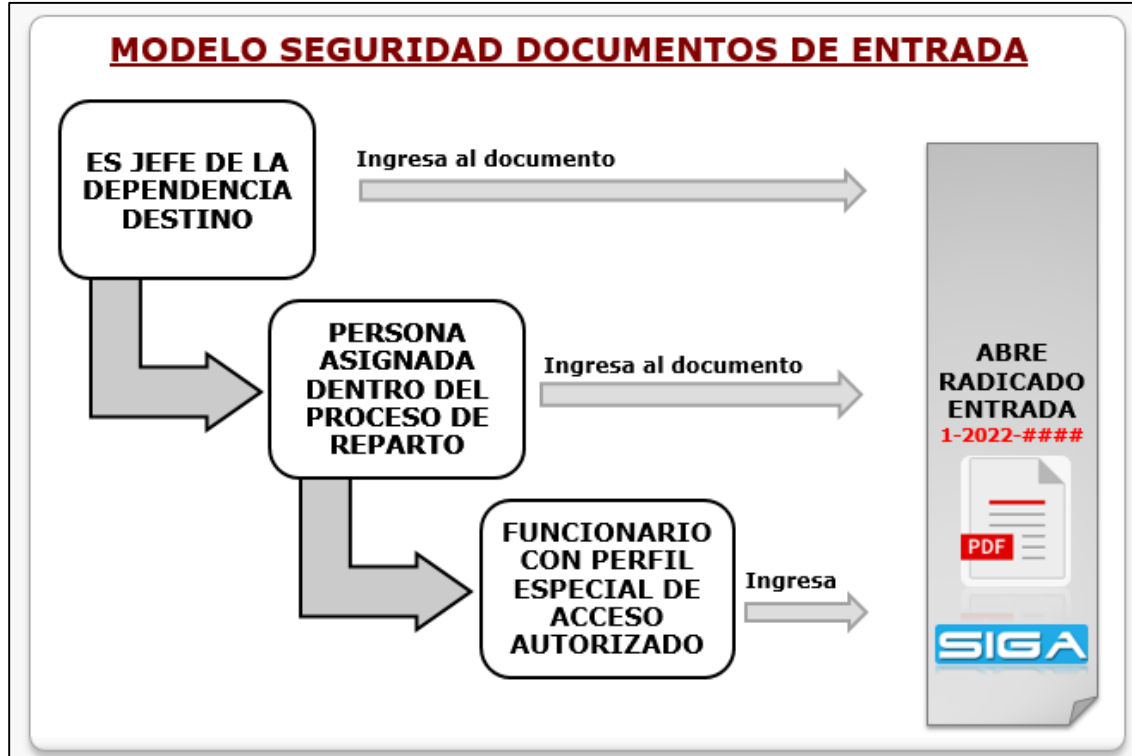 MODELO SEGURIDAD DOCUMENTOS DE ENTRADA
ES JEFE DE LA
DEPENDENCIA
DESTINO
Ingresa al documento
PERSONA
ASIGNADA
DENTRO DEL
PROCESO DE
REPARTO
Ingresa al documento
FUNCIONARIO
CON PERFIL
ESPECIAL DE
ACCESO
AUTORIZADO
Ingresa
ABRE
RADICADO
ENTRADA
1-2022-####
PDF
SIGA